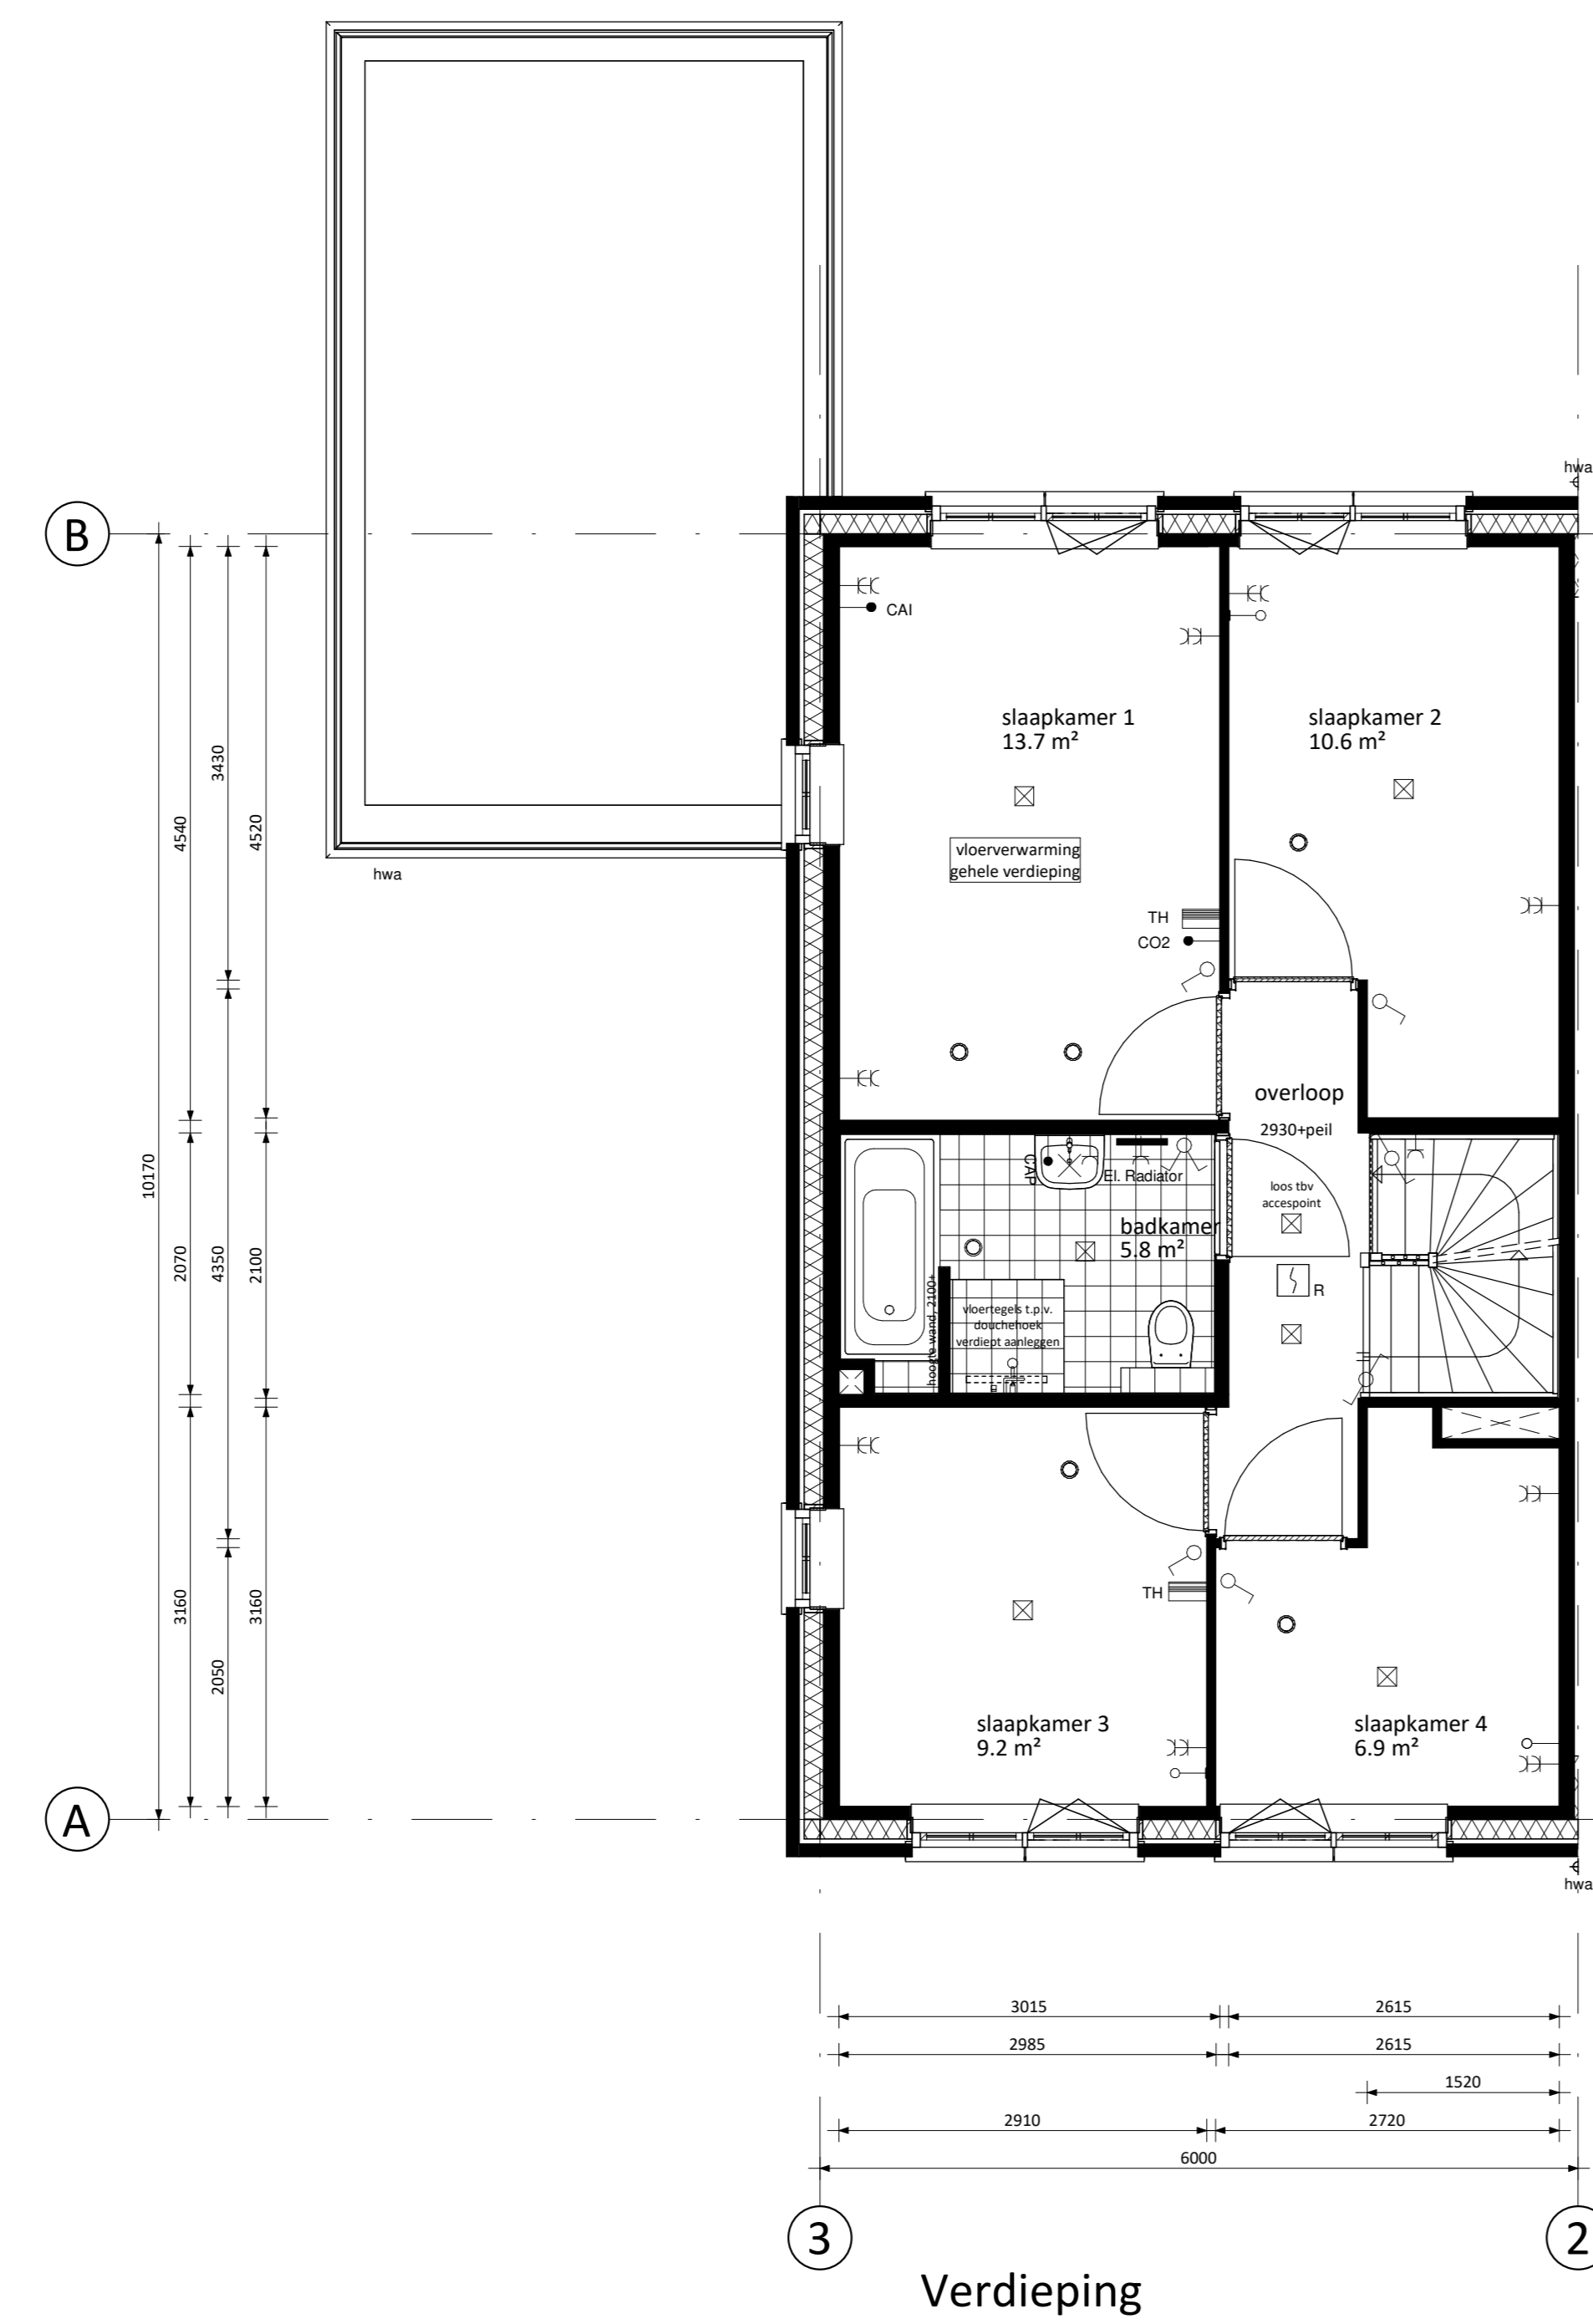 hwa
B
CAI
slaapkamer 1
13.7 m²
slaapkamer 2
10.6 m²
3430
4540
4520
vloerverwarming
gehele verdieping
hwa
TH
CO2
overloop
2930+peil
10170
CAP
El. Radiator
loos tbv
accespoint
badkamer
5.8 m²
2070
4350
2100
R
hoogte wand, 2100+
vloertegels t.p.v.
douchehoek
verdiept aanleggen
TH
3160
3160
2050
slaapkamer 3
9.2 m²
slaapkamer 4
6.9 m²
A
hwa
3015
2615
2985
2615
1520
2910
2720
6000
3
2
Verdieping